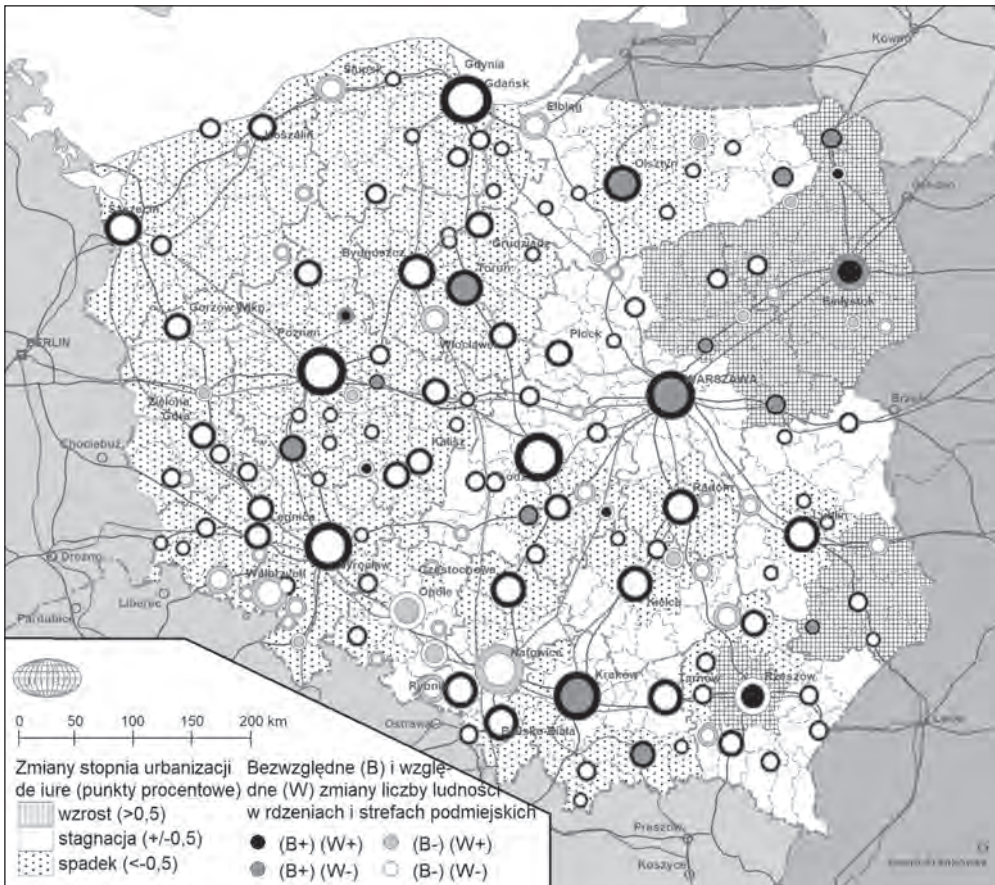 Kowno
Słupsk
Gdynia
Gdańsk
Elbląg
Koszalin
Olsztyn
Szczecin
Bydgoszcz
Grudziądz
Toruń
Białystok
Gorzów Wlkp.
BERLIN
Poznań
Włocławek
Płock
WARSZAWA
Zielona
Góra
Chociebuż
Kalisz
Łódź
Radom
Lublin
Legnica
Drezno
Wrocław
Wałbrzych
Częstochowa
Liberec
Opole
Kielce
Pardubice
Katowice
Rybnik
Kraków
Tarnów
Rzeszów
Ostrawa
Bielsko-Biała
Preszów
Koszyce
0 50 100 150 200 km
Zmiany stopnia urbanizacji
de iure (punkty procentowe)
wzrost (>0,5)
stagnacja (+/-0,5)
spadek (<-0,5)
Bezwzględne (B) i wzglę-
dne (W) zmiany liczby ludności
w rdzeniach i strefach podmiejskich
(B+) (W+) (B-) (W+)
(B+) (W-) (B-) (W-)